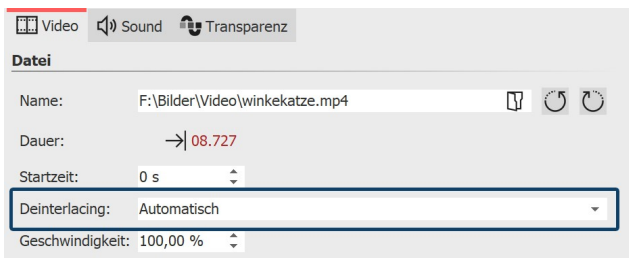 Video Sound Transparenz
Datei
Name: F:\Bilder\Video\winkekatze.mp4
Dauer: 08.727
Startzeit: 0 s
Deinterlacing: Automatisch
Geschwindigkeit: 100,00 %